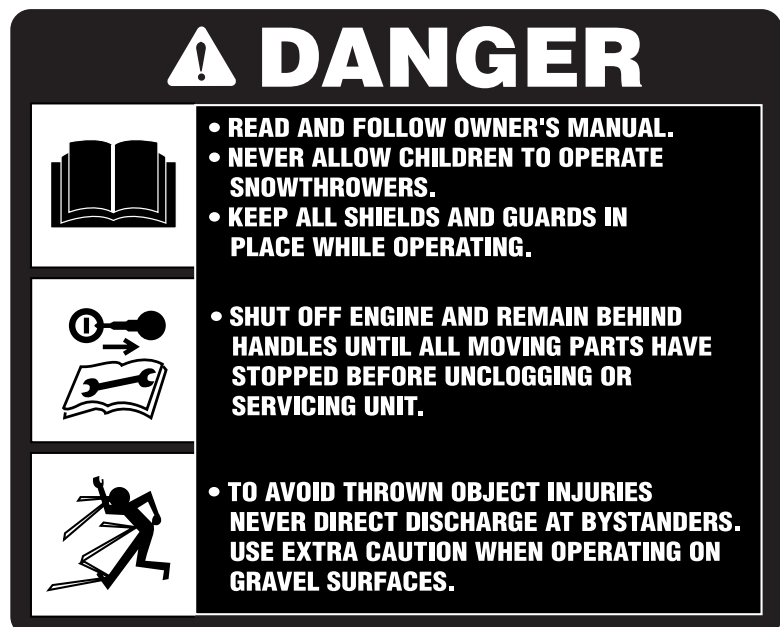 DANGER
• READ AND FOLLOW OWNER'S MANUAL.
• NEVER ALLOW CHILDREN TO OPERATE
SNOWTHROWERS.
• KEEP ALL SHIELDS AND GUARDS IN
PLACE WHILE OPERATING.
• SHUT OFF ENGINE AND REMAIN BEHIND
HANDLES UNTIL ALL MOVING PARTS HAVE
STOPPED BEFORE UNCLOGGING OR
SERVICING UNIT.
• TO AVOID THROWN OBJECT INJURIES
NEVER DIRECT DISCHARGE AT BYSTANDERS.
USE EXTRA CAUTION WHEN OPERATING ON
GRAVEL SURFACES.